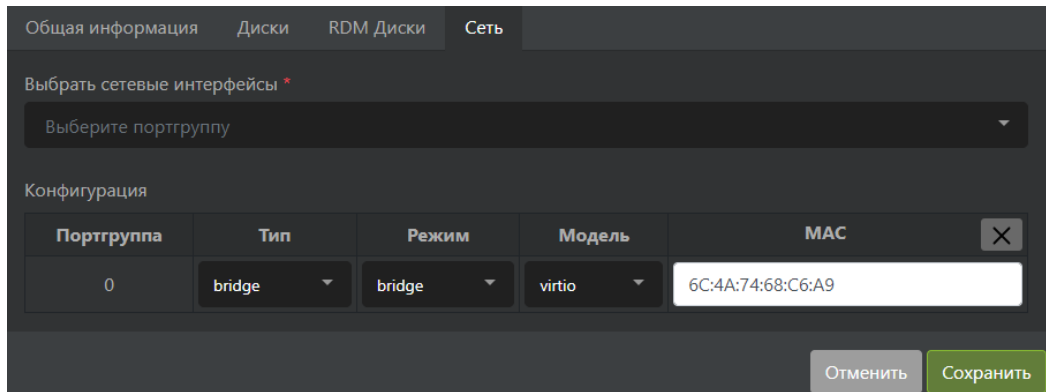 Общая информация Диски RDM Диски Сеть
Выбрать сетевые интерфейсы *
Выберите портгруппу
Конфигурация
Портгруппа Тип Режим Модель MAC
0 bridge bridge virtio 6C:4A:74:68:C6:A9
Отменить Сохранить